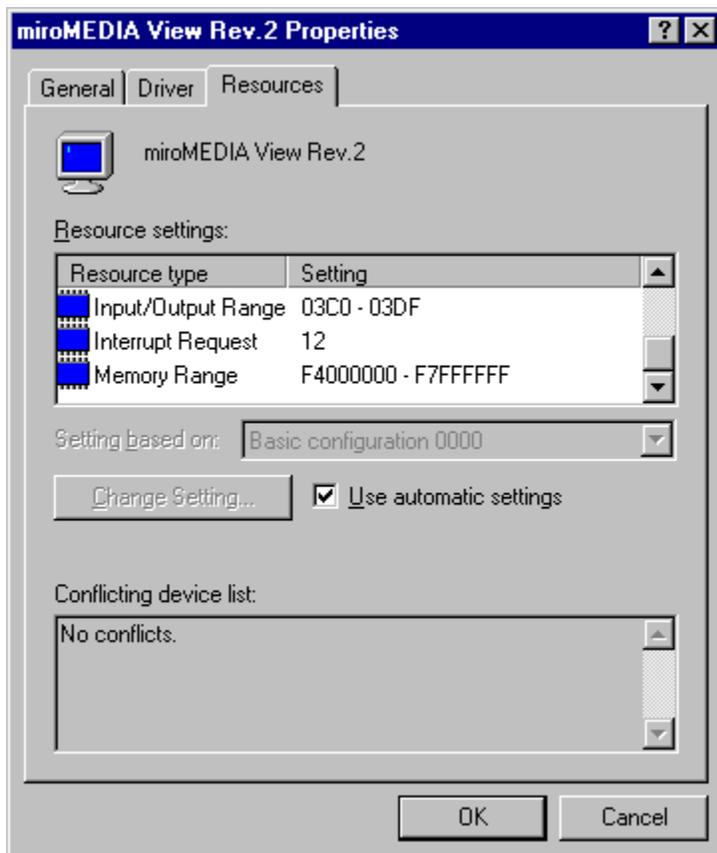 miroMEDIA View Rev.2 Properties
General Driver Resources
miroMEDIA View Rev.2
Resource settings:
Resource type Setting
Input/Output Range 03C0 - 03DF
Interrupt Request 12
Memory Range F4000000 - F7FFFFFF
Setting based on: Basic configuration 0000
Change Setting... Use automatic settings
Conflicting device list:
No conflicts.
OK Cancel